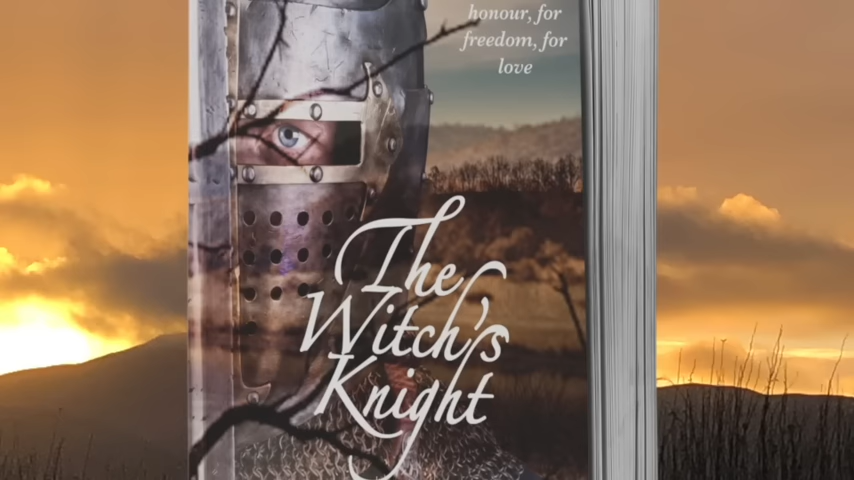 honour, for
freedom, for
love
The
Witch's
Knight